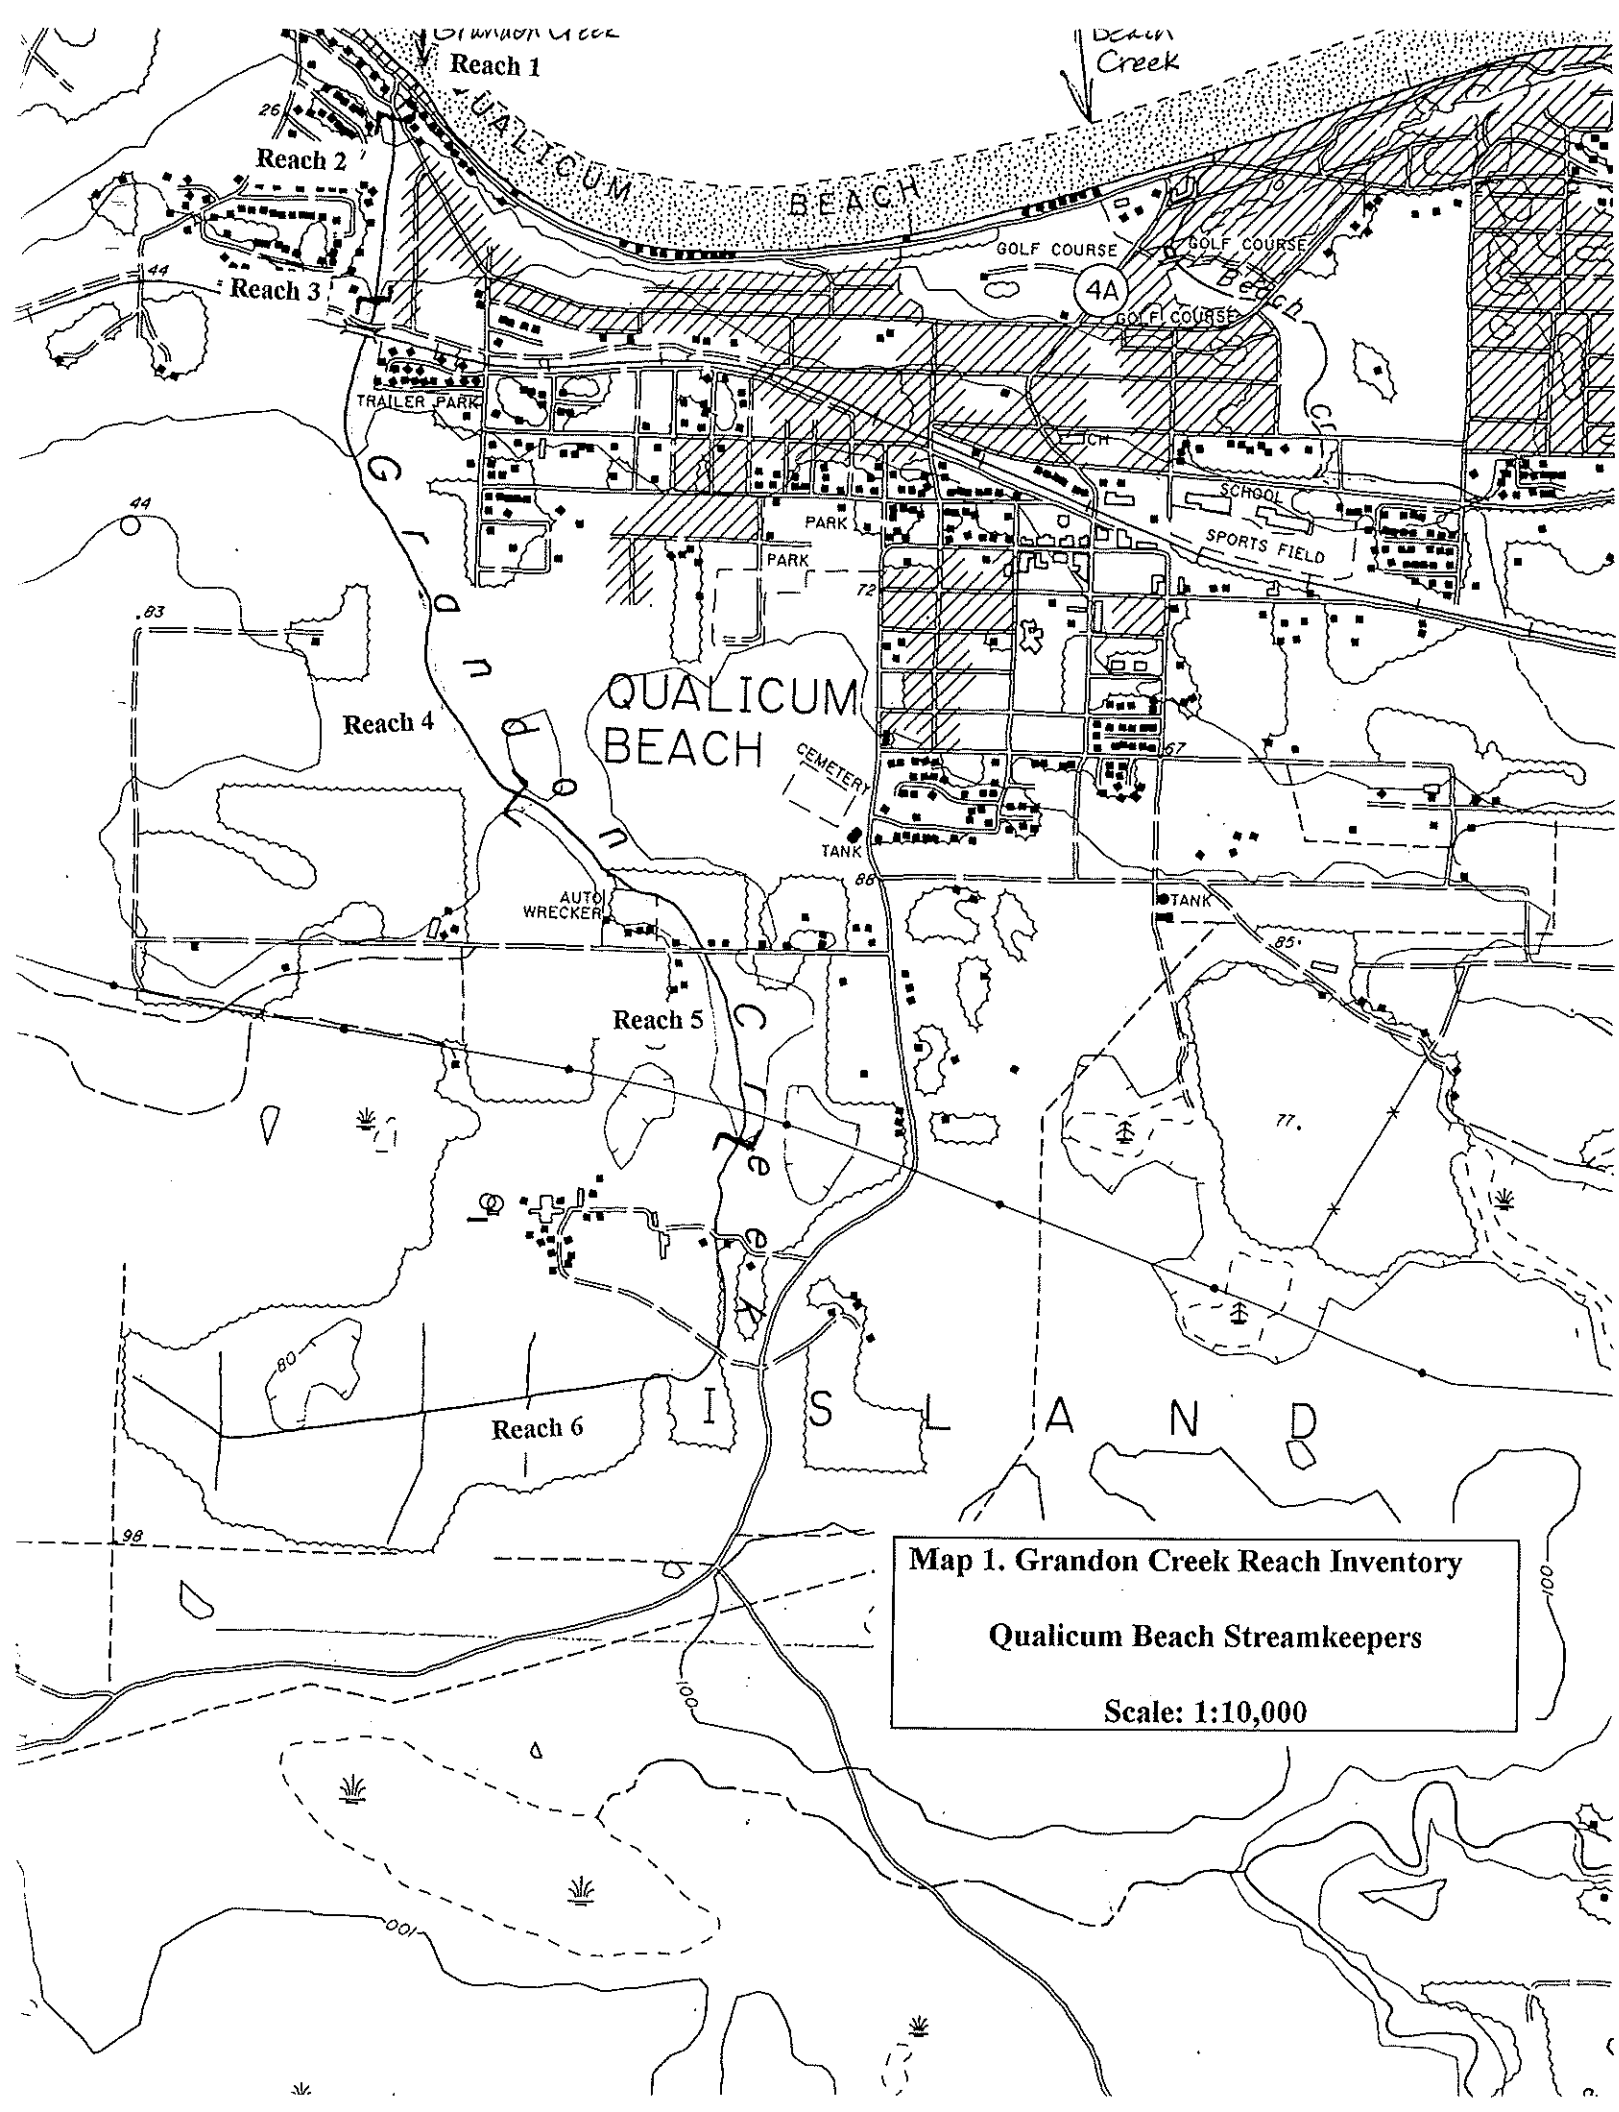 Grandon Creek
Reach 1
Beach
Creek
26
UALICUM
BEACH
Reach 2
GOLF COURSE
GOLF COURSE
44
Reach 3
4A
Beach
GOLF COURSE
TRAILER PARK
Cr
CH
Grandon
44
SCHOOL
PARK
SPORTS FIELD
PARK
72
.83
QUALICUM
BEACH
Reach 4
CEMETERY
67
TANK
86
AUTO
WRECKER
TANK
85
Reach 5
Creek
77.
80
ISLAND
Reach 6
98
Map 1. Grandon Creek Reach Inventory
Qualicum Beach Streamkeepers
Scale: 1:10,000
100
100
100